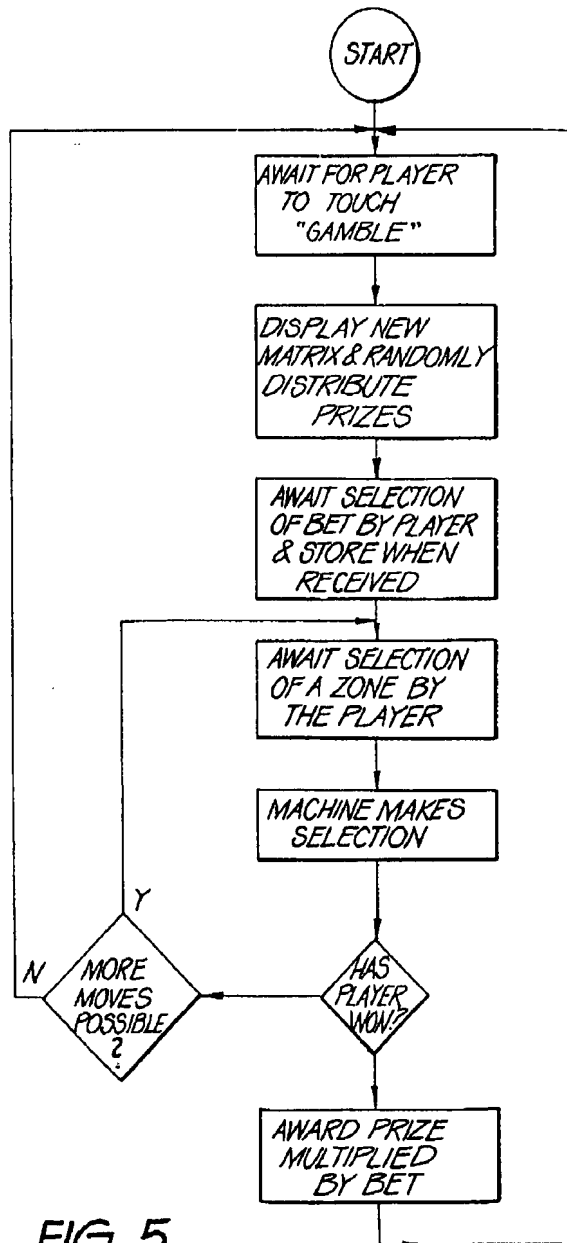 START
AWAIT FOR PLAYER
TO TOUCH
"GAMBLE"
DISPLAY NEW
MATRIX & RANDOMLY
DISTRIBUTE
PRIZES
AWAIT SELECTION
OF BET BY PLAYER
& STORE WHEN
RECEIVED
AWAIT SELECTION
OF A ZONE BY
THE PLAYER
MACHINE MAKES
SELECTION
Y
N
MORE
MOVES
POSSIBLE
?
HAS
PLAYER
WON!?
AWARD PRIZE
MULTIPLIED
BY BET
FIG. 5